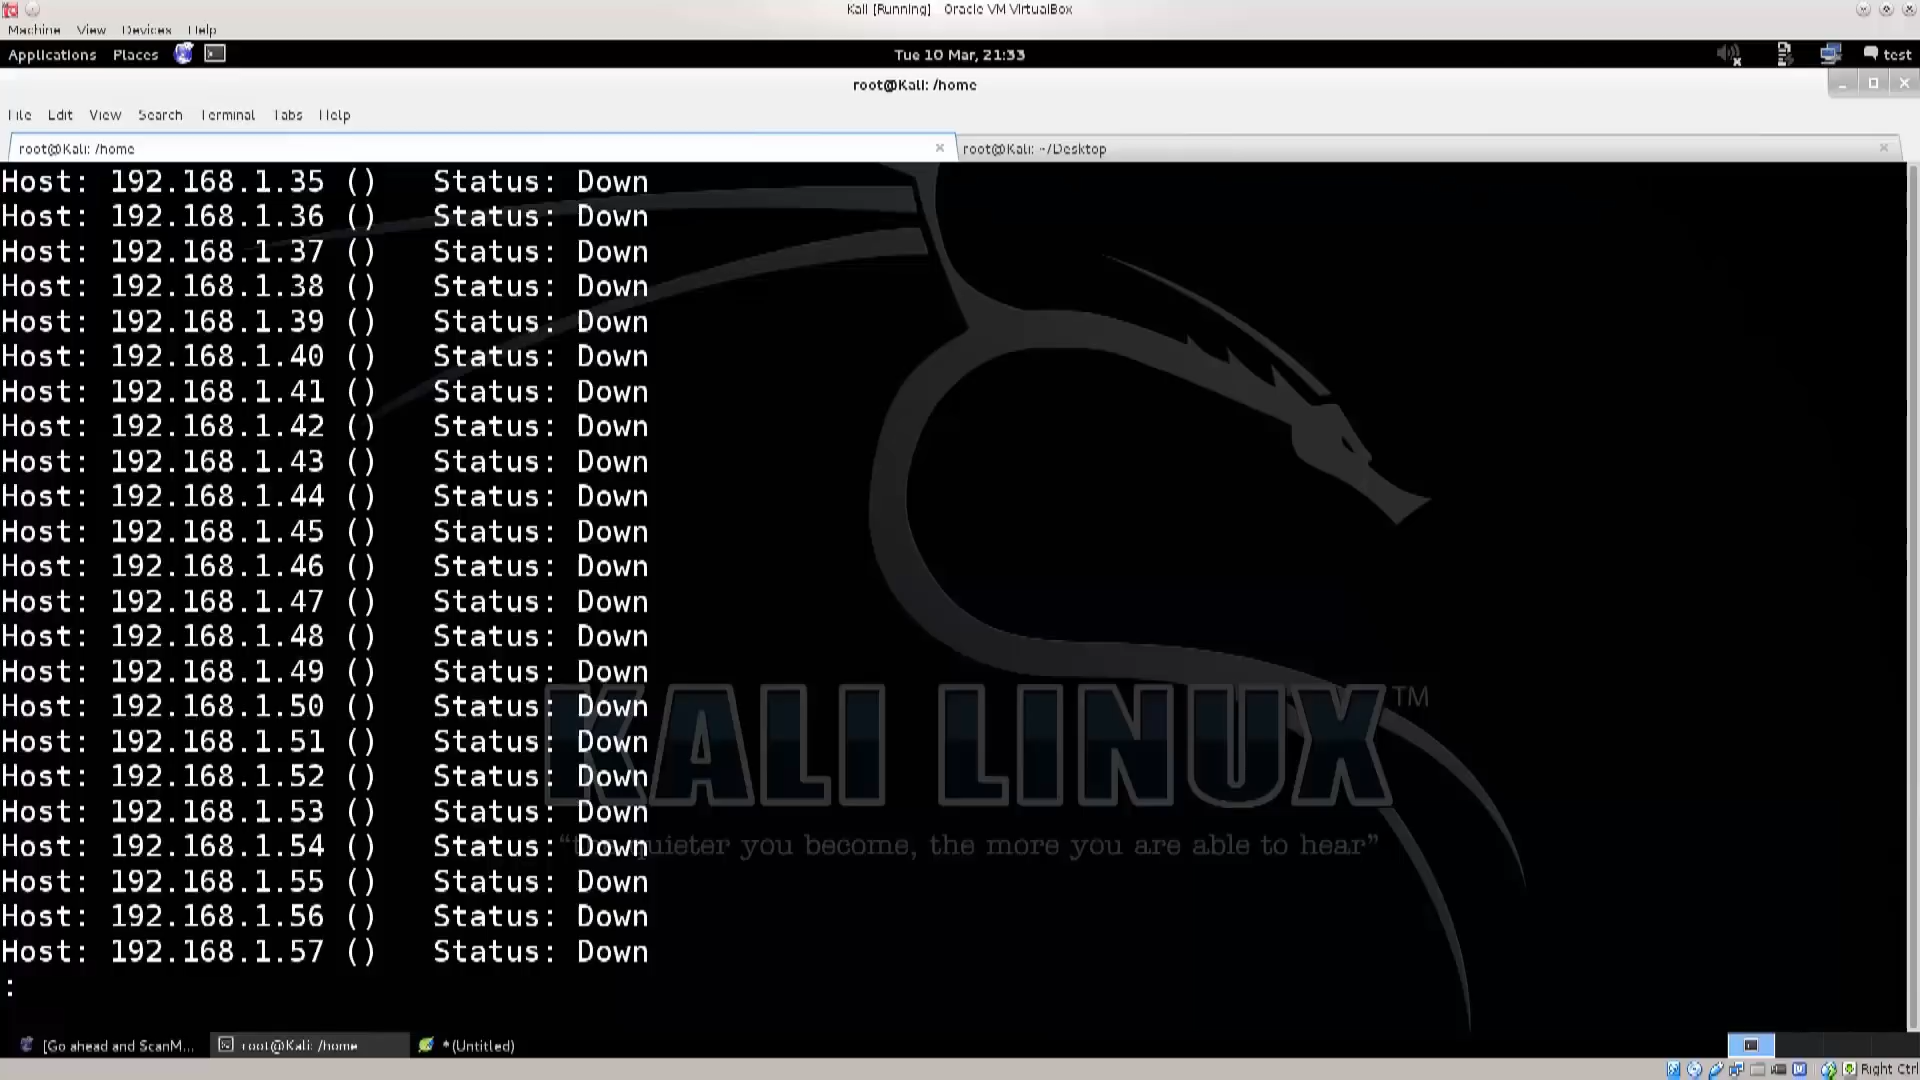 Kali [Running] - Oracle VM VirtualBox
Machine View Devices Help
Applications Places
Tue 10 Mar, 21:33
test
root@Kali: /home
File Edit View Search Terminal Tabs Help
root@Kali: /home
root@Kali: ~/Desktop
Host: 192.168.1.35 () Status: Down
Host: 192.168.1.36 () Status: Down
Host: 192.168.1.37 () Status: Down
Host: 192.168.1.38 () Status: Down
Host: 192.168.1.39 () Status: Down
Host: 192.168.1.40 () Status: Down
Host: 192.168.1.41 () Status: Down
Host: 192.168.1.42 () Status: Down
Host: 192.168.1.43 () Status: Down
Host: 192.168.1.44 () Status: Down
Host: 192.168.1.45 () Status: Down
Host: 192.168.1.46 () Status: Down
Host: 192.168.1.47 () Status: Down
Host: 192.168.1.48 () Status: Down
Host: 192.168.1.49 () Status: Down
Host: 192.168.1.50 () Status: Down
Host: 192.168.1.51 () Status: Down
Host: 192.168.1.52 () Status: Down
Host: 192.168.1.53 () Status: Down
Host: 192.168.1.54 () Status: Down
Host: 192.168.1.55 () Status: Down
Host: 192.168.1.56 () Status: Down
Host: 192.168.1.57 () Status: Down
:
KALI LINUX™
“the quieter you become, the more you are able to hear”
[Go ahead and ScanM...
root@Kali: /home
*(Untitled)
Right Ctrl